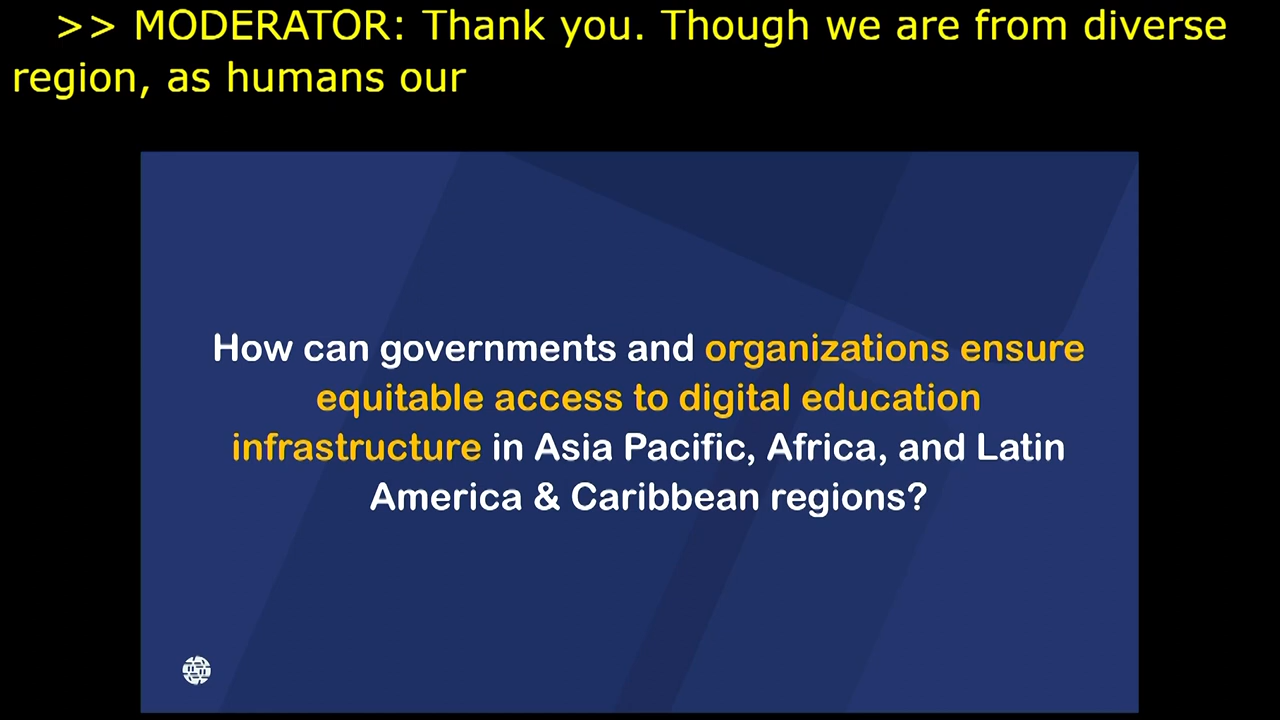 >> MODERATOR: Thank you. Though we are from diverse
region, as humans our
How can governments and organizations ensure
equitable access to digital education
infrastructure in Asia Pacific, Africa, and Latin
America & Caribbean regions?